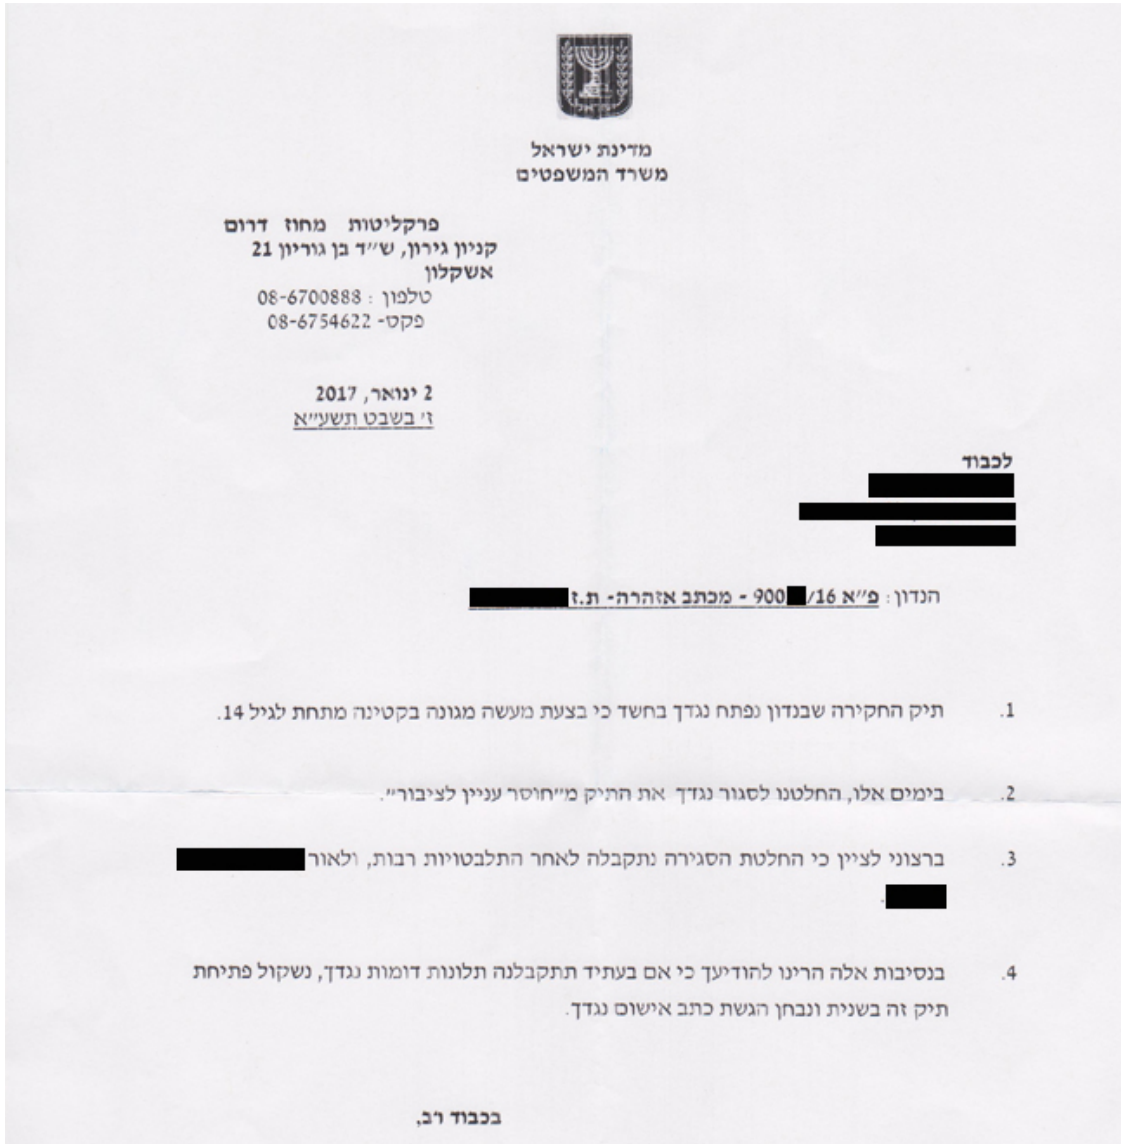 מדינת ישראל
משרד המשפטים
פרקליטות מחוז דרום
קניון גירון, ש״ד בן גוריון 21
אשקלון
טלפון : 08-6700888
פקס- 08-6754622
2 ינואר, 2017
ז׳ בשבט תשע״א
לכבוד
הנדון: פ״א 900/16 - מכתב אזהרה- ת.ז
1. תיק החקירה שבנדון נפתח נגדך בחשד כי בצעת מעשה מגונה בקטינה מתחת לגיל 14.
2. בימים אלו, החלטנו לסגור נגדך את התיק מ״חוסר עניין לציבור״.
3. ברצוני לציין כי החלטת הסגירה נתקבלה לאחר התלבטויות רבות, ולאור
.
4. בנסיבות אלה הרינו להודיעך כי אם בעתיד תתקבלנה תלונות דומות נגדך, נשקול פתיחת
תיק זה בשנית ונבחן הגשת כתב אישום נגדך.
בכבוד רב,